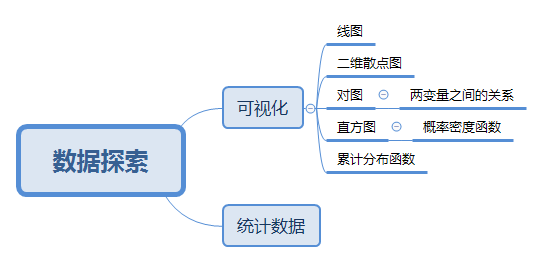 线图
二维散点图
对图
两变量之间的关系
可视化
直方图
概率密度函数
累计分布函数
数据探索
统计数据